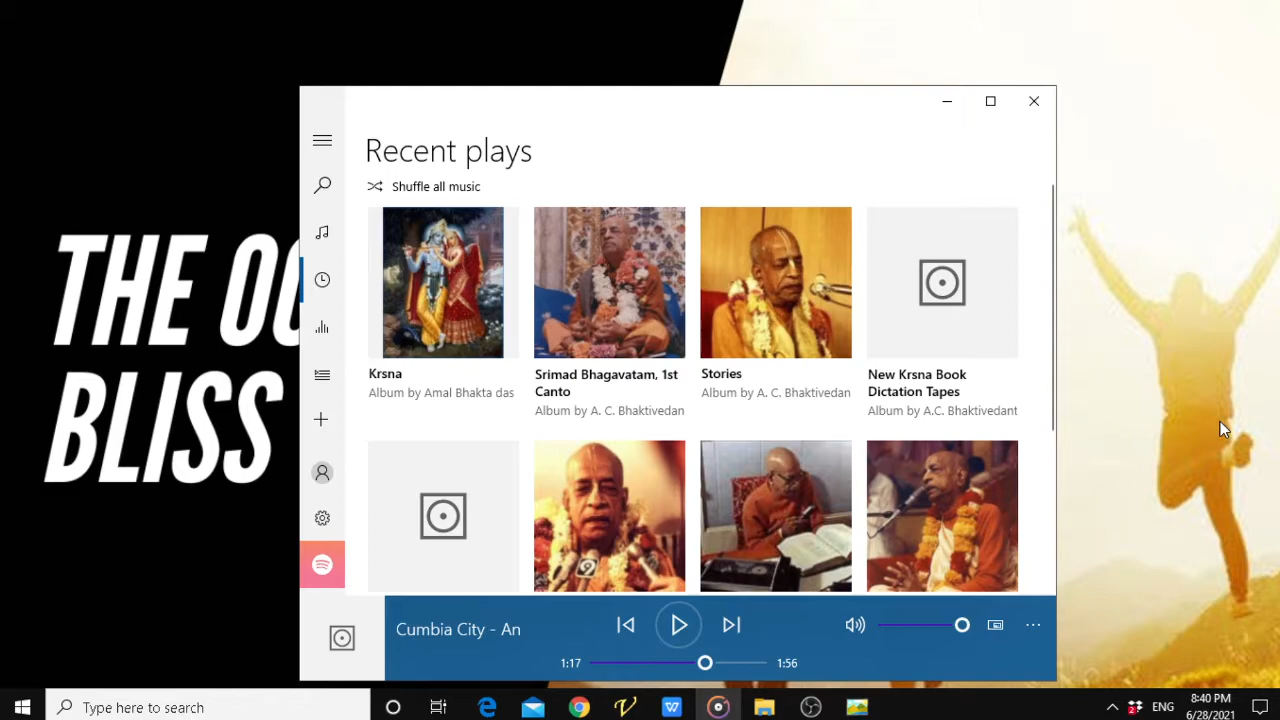 THE OC
BLISS
Recent plays
Shuffle all music
Krsna
Album by Amal Bhakta das
Srimad Bhagavatam, 1st
Canto
Album by A. C. Bhaktivedan
Stories
Album by A. C. Bhaktivedan
New Krsna Book
Dictation Tapes
Album by A.C. Bhaktivedant
Cumbia City - An
1:17
1:56
Type here to search
ENG
8:40 PM
6/28/2021